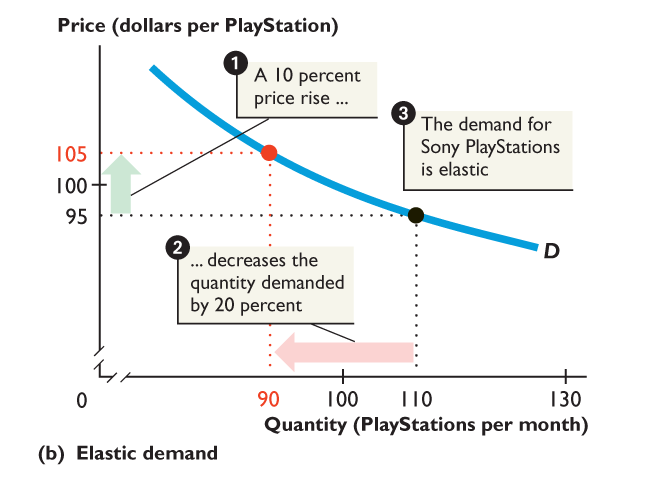 Price (dollars per PlayStation)
1
A 10 percent
price rise ...
3
The demand for
Sony PlayStations
is elastic
105
100
95
2
... decreases the
quantity demanded
by 20 percent
D
0
90
100
110
130
Quantity (PlayStations per month)
(b) Elastic demand